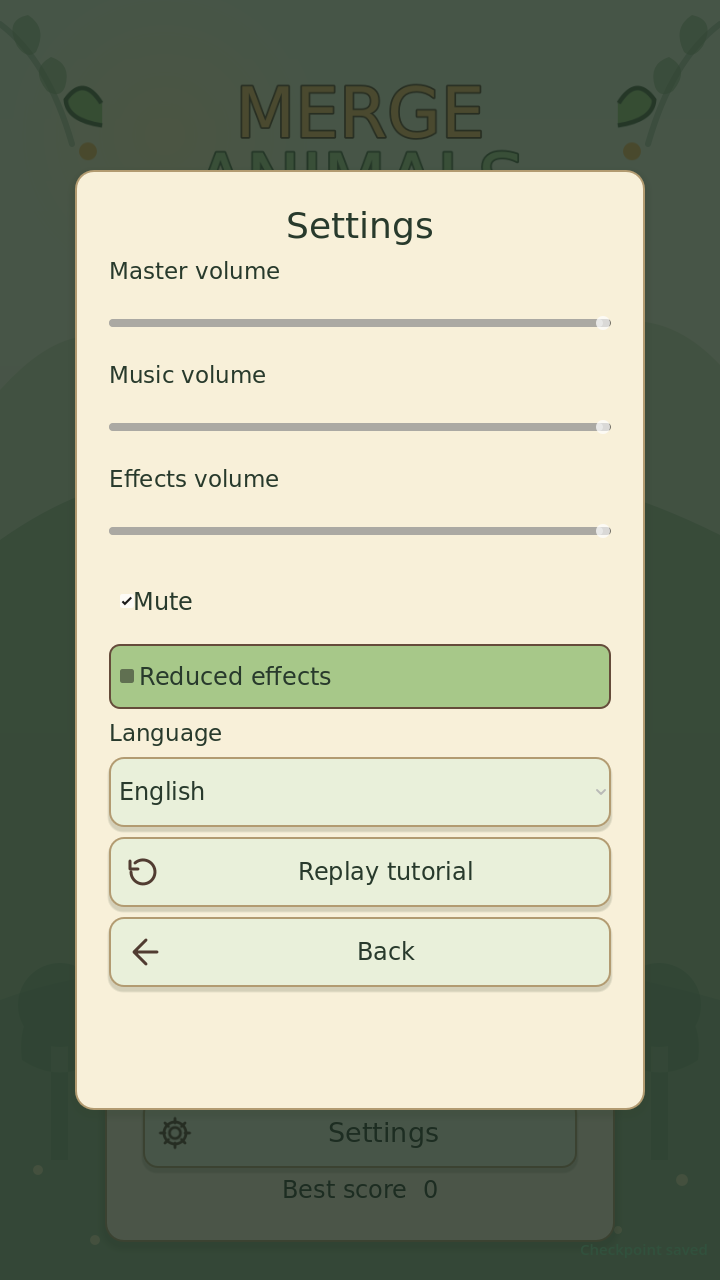 MERGE
ANIMALS
Settings
Master volume
Music volume
Effects volume
Mute
Reduced effects
Language
English
Replay tutorial
Back
Settings
Best score 0
Checkpoint saved